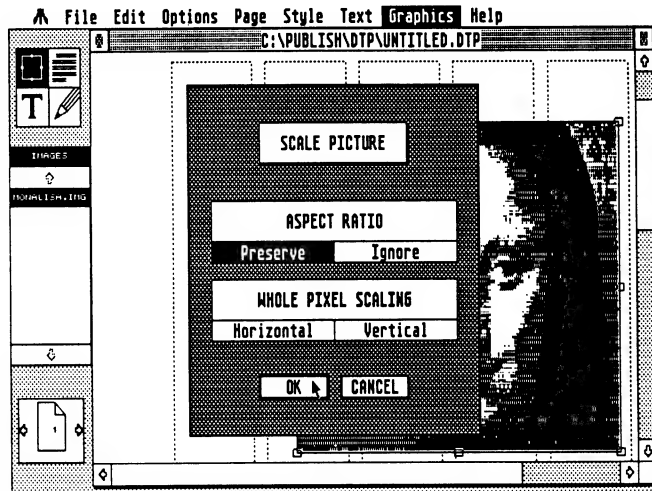 File Edit Options Page Style Text Graphics Help
C:\PUBLISH\DTP\UNTITLED.DTP
T
IMAGES
MONALISA.IMG
1
SCALE PICTURE
ASPECT RATIO
Preserve Ignore
WHOLE PIXEL SCALING
Horizontal Vertical
OK CANCEL